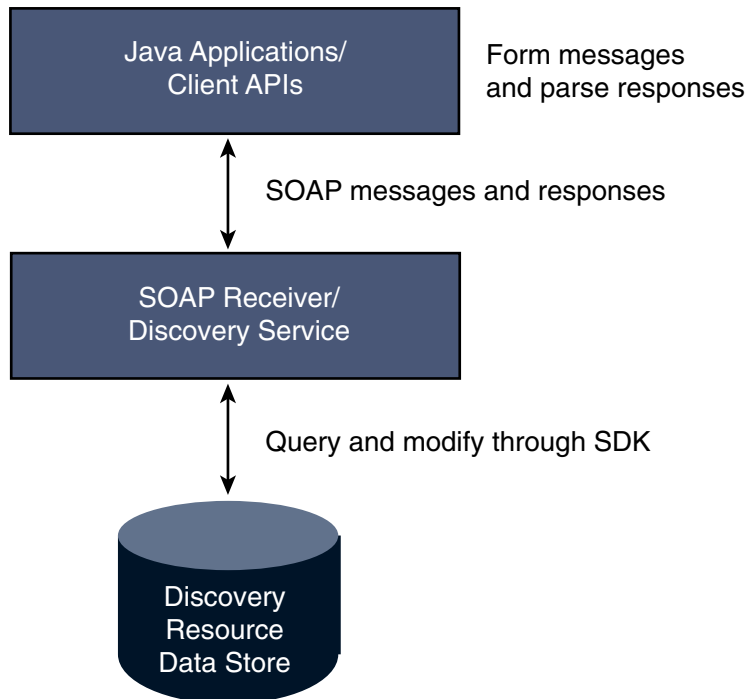 Java Applications/
Client APIs
Form messages
and parse responses
SOAP messages and responses
SOAP Receiver/
Discovery Service
Query and modify through SDK
Discovery
Resource
Data Store